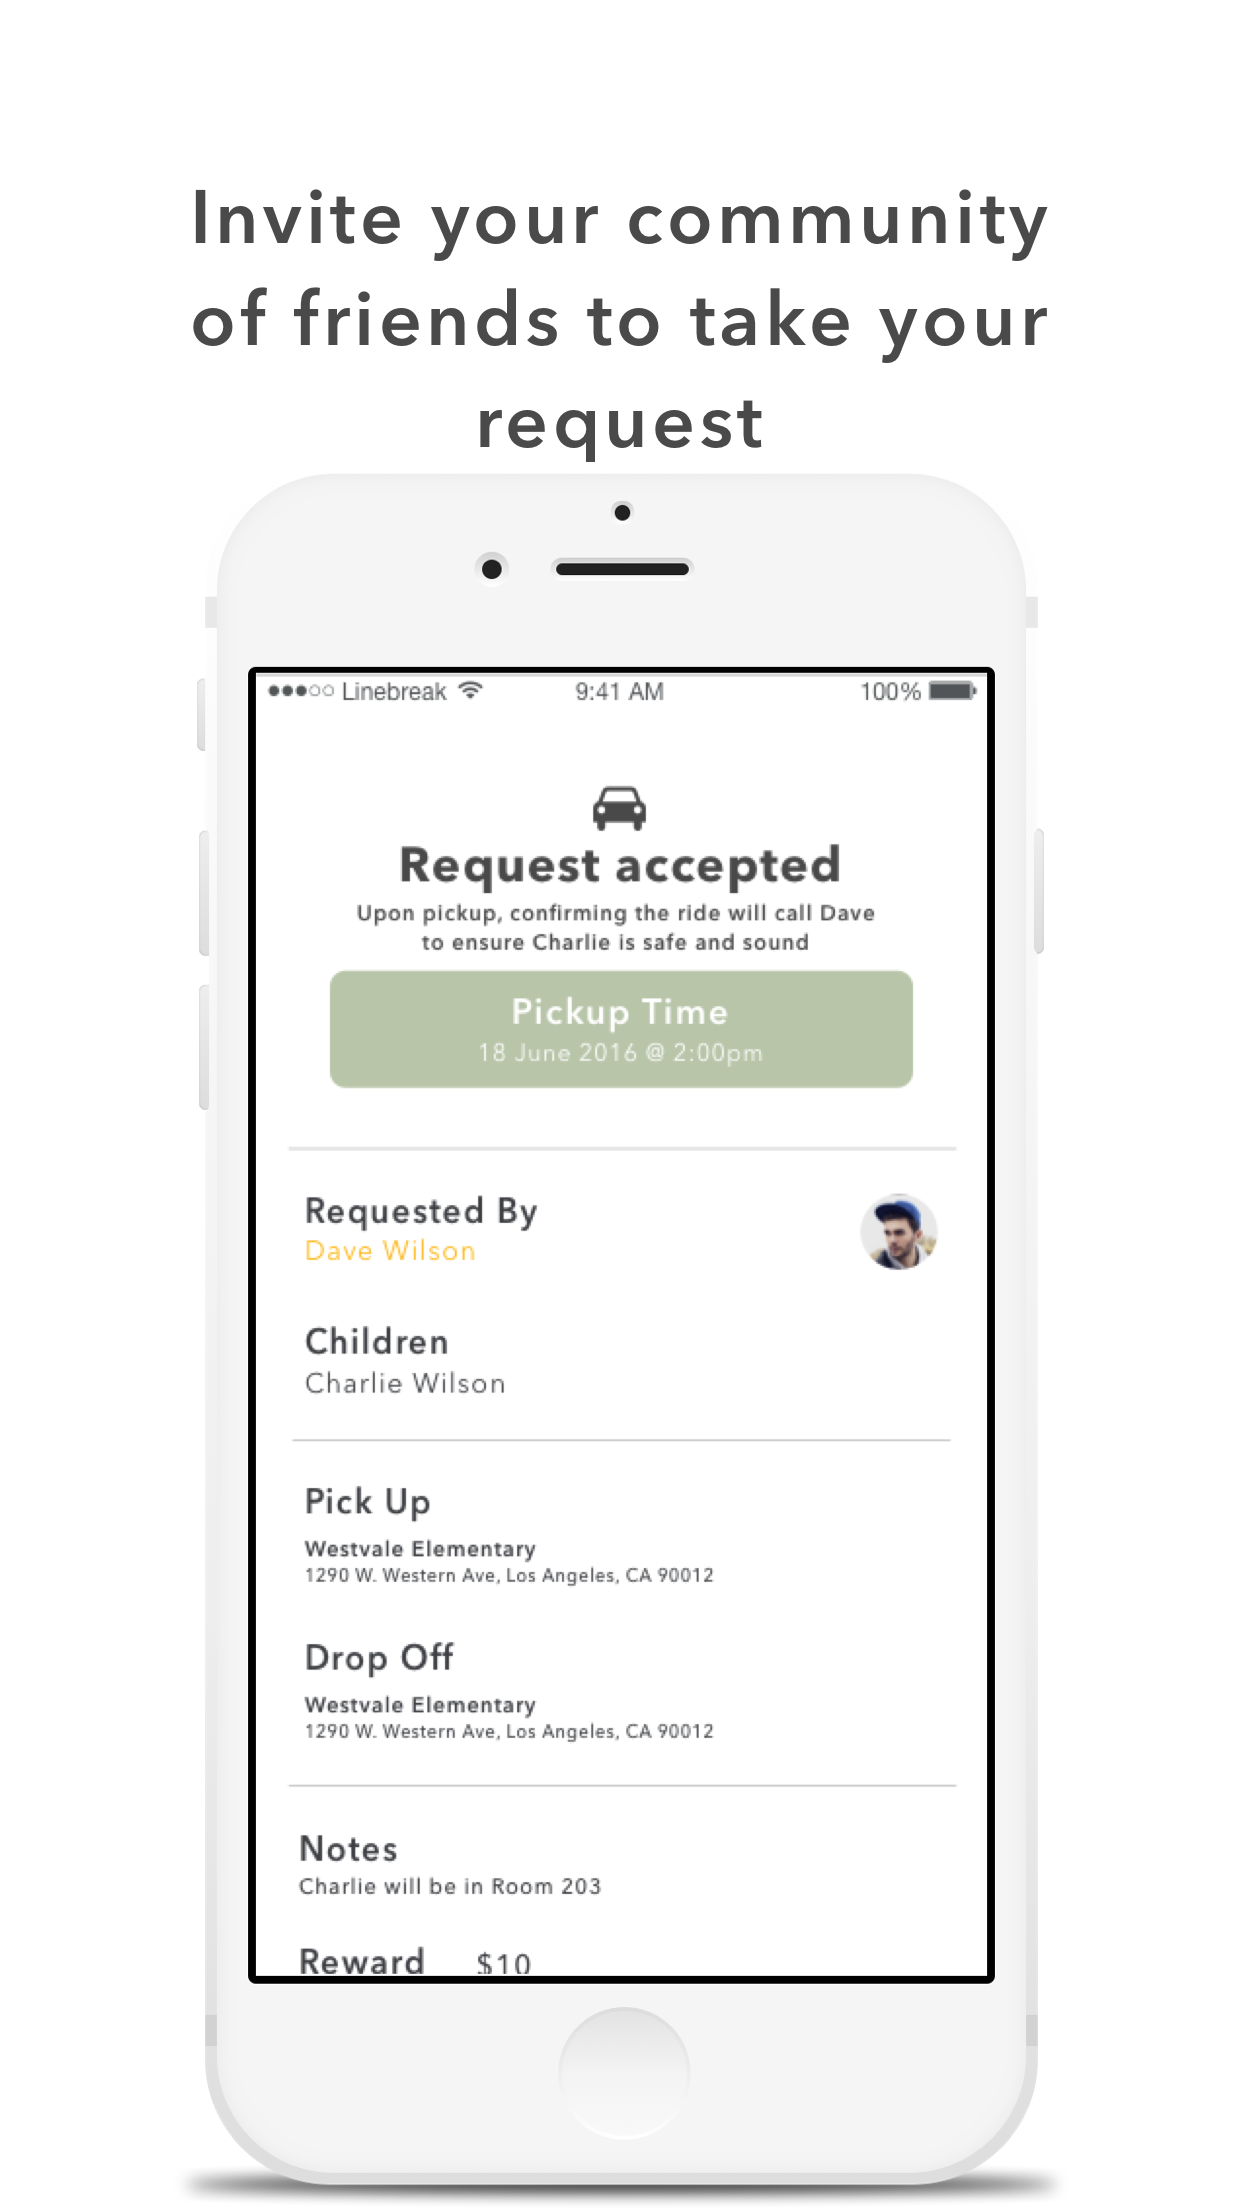 Invite your community
of friends to take your
request
Linebreak 9:41 AM 100%
Request accepted
Upon pickup, confirming the ride will call Dave
to ensure Charlie is safe and sound
Pickup Time
18 June 2016 @ 2:00pm
Requested By
Dave Wilson
Children
Charlie Wilson
Pick Up
Westvale Elementary
1290 W. Western Ave, Los Angeles, CA 90012
Drop Off
Westvale Elementary
1290 W. Western Ave, Los Angeles, CA 90012
Notes
Charlie will be in Room 203
Reward $10